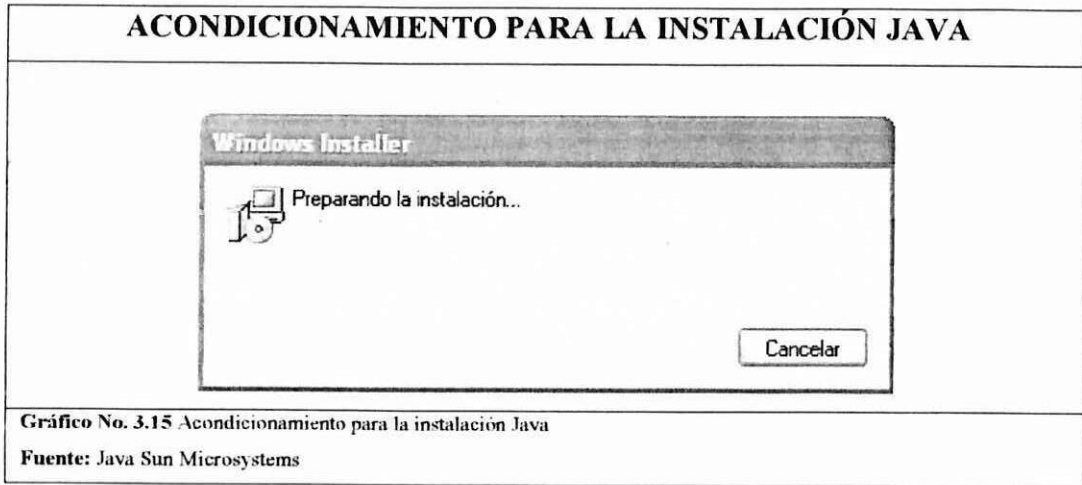 ACONDICIONAMIENTO PARA LA INSTALACIÓN JAVA
Windows Installer
Preparando la instalación...
Cancelar
Gráfico No. 3.15 Acondicionamiento para la instalación Java
Fuente: Java Sun Microsystems